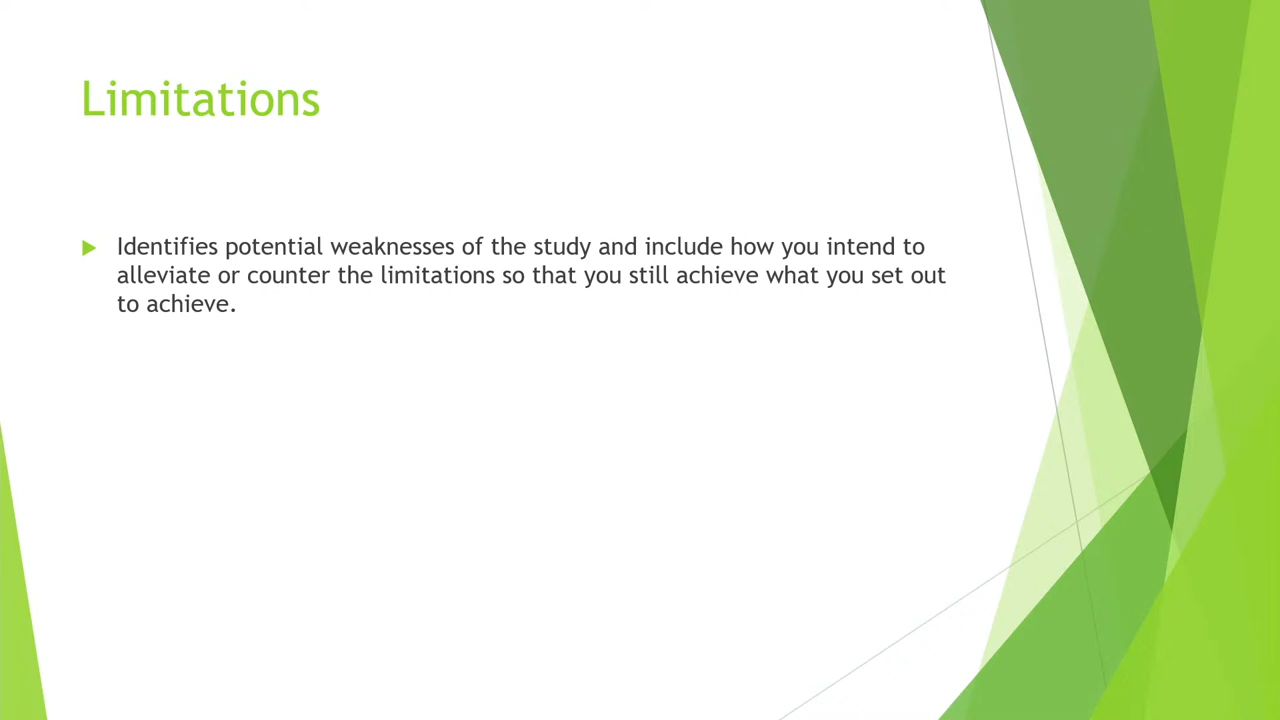 Limitations
Identifies potential weaknesses of the study and include how you intend to
alleviate or counter the limitations so that you still achieve what you set out
to achieve.